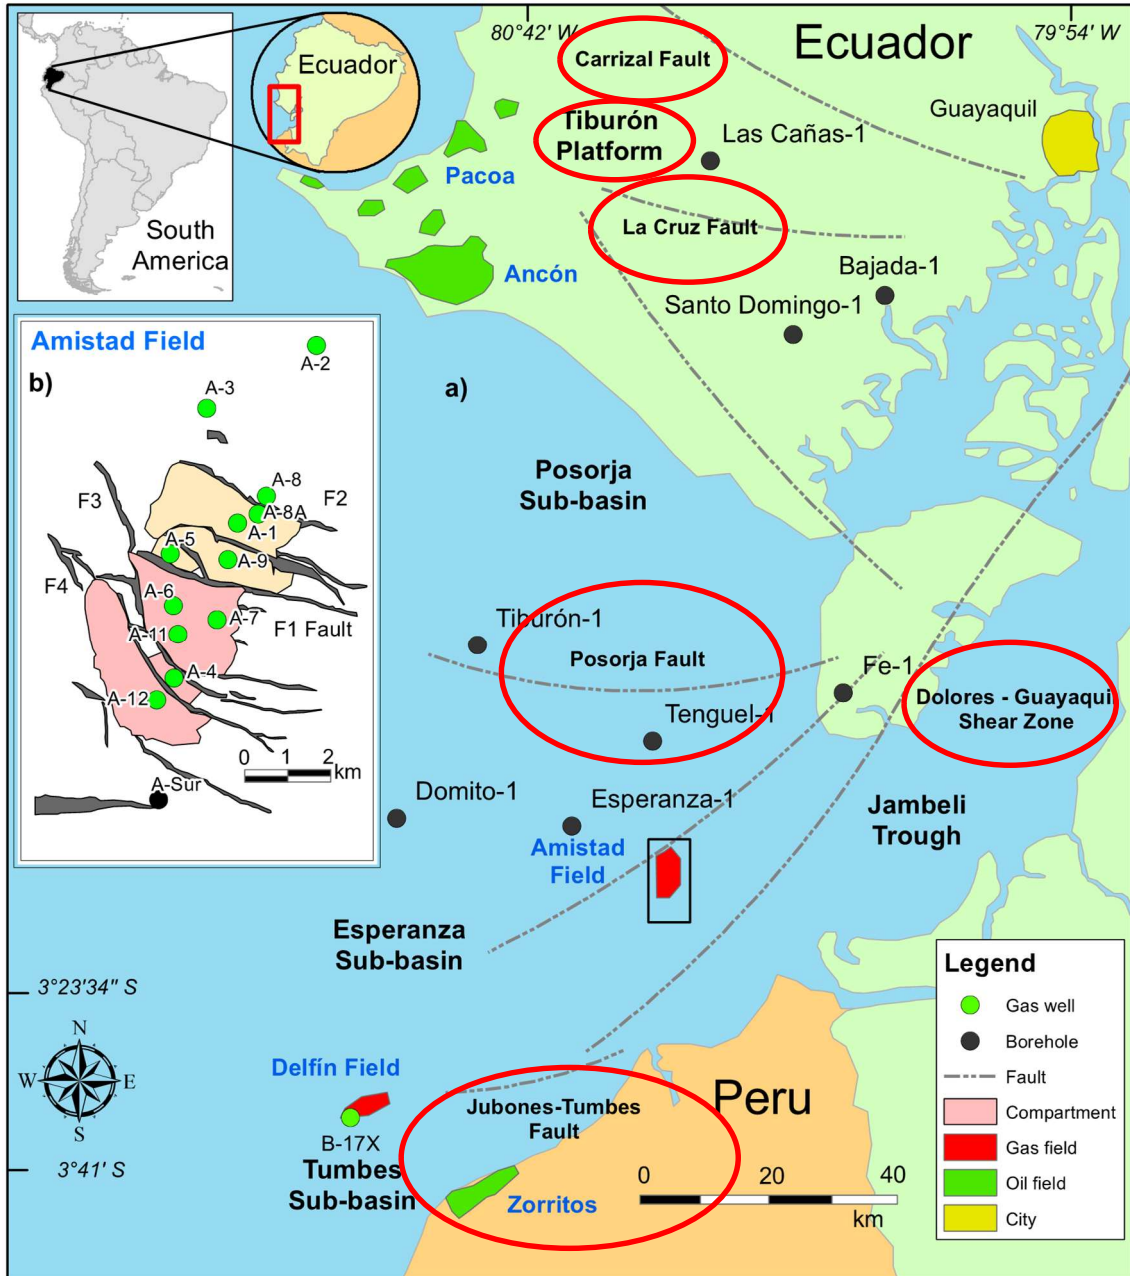 80°42' W
79°54' W
Ecuador
South
America
Ecuador
Carrizal Fault
Tiburón
Platform
Las Cañas-1
Guayaquil
Pacoa
La Cruz Fault
Ancón
Bajada-1
Santo Domingo-1
Amistad Field
b)
A-2
A-3
A-8
F3
F2
A-8A
A-1
A-5
A-9
F4
A-6
A-7
A-11
F1 Fault
A-4
A-12
0 1 2
km
A-Sur
a)
Posorja
Sub-basin
Tiburón-1
Posorja Fault
Fe-1
Dolores - Guayaquil
Shear Zone
Tenguel-1
Domito-1
Esperanza-1
Jambeli
Trough
Amistad
Field
Esperanza
Sub-basin
3°23'34" S
N
W E
S
3°41' S
Delfín Field
B-17X
Tumbes
Sub-basin
Jubones-Tumbes
Fault
Zorritos
Peru
0 20 40
km
Legend
Gas well
Borehole
Fault
Compartment
Gas field
Oil field
City